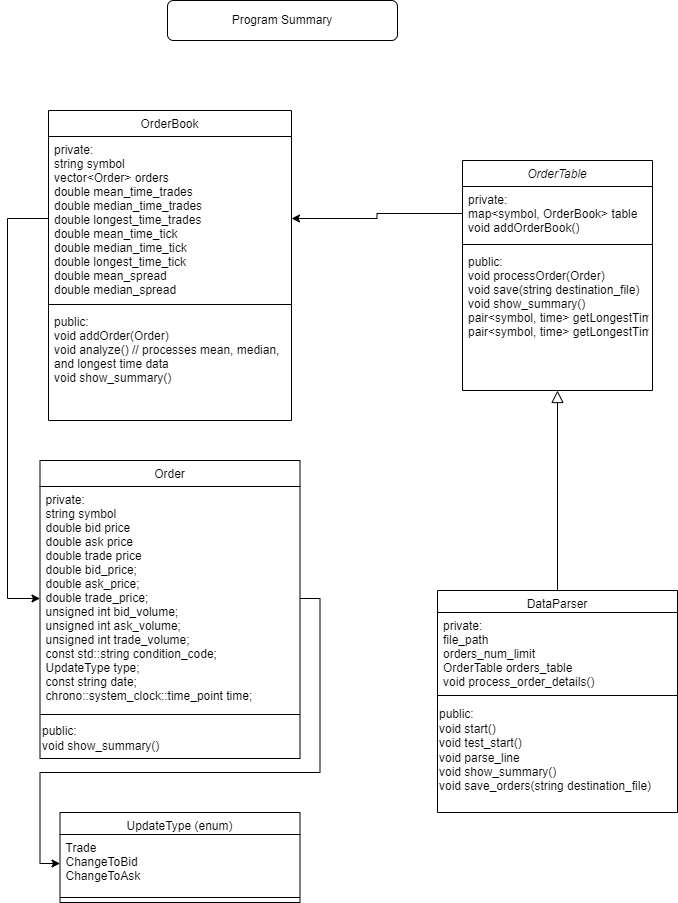 Program Summary
OrderBook
private:
string symbol
vector<Order> orders
double mean_time_trades
double median_time_trades
double longest_time_trades
double mean_time_tick
double median_time_tick
double longest_time_tick
double mean_spread
double median_spread
public:
void addOrder(Order)
void analyze() // processes mean, median,
and longest time data
void show_summary()
OrderTable
private:
map<symbol, OrderBook> table
void addOrderBook()
public:
void processOrder(Order)
void save(string destination_file)
void show_summary()
pair<symbol, time> getLongestTim
pair<symbol, time> getLongestTim
Order
private:
string symbol
double bid price
double ask price
double trade price
double bid_price;
double ask_price;
double trade_price;
unsigned int bid_volume;
unsigned int ask_volume;
unsigned int trade_volume;
const std::string condition_code;
UpdateType type;
const string date;
chrono::system_clock::time_point time;
public:
void show_summary()
DataParser
private:
file_path
orders_num_limit
OrderTable orders_table
void process_order_details()
public:
void start()
void test_start()
void parse_line
void show_summary()
void save_orders(string destination_file)
UpdateType (enum)
Trade
ChangeToBid
ChangeToAsk